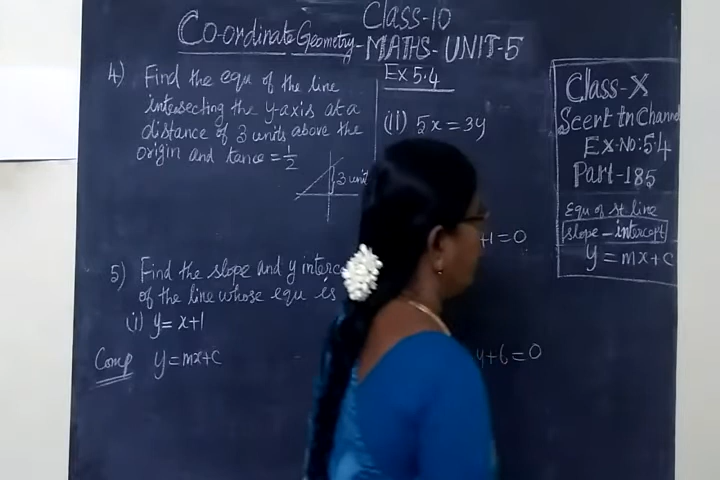 Class-10
Co-ordinate Geometry-MATHS-UNIT-5
4) Find the equ of the line
intersecting the y-axis at a
distance of 3 units above the
origin and tanθ = 1/2
3 unit
5) Find the slope and y interc
of the line whose equ is
(i) y = x+1
Comp y = mx+c
Ex 5.4
(ii) 5x = 3y
+1=0
y+6=0
Class-X
Scert tn Channel
Ex.No:5.4
Part-185
Equ of st line
slope-intercept
y = mx+c